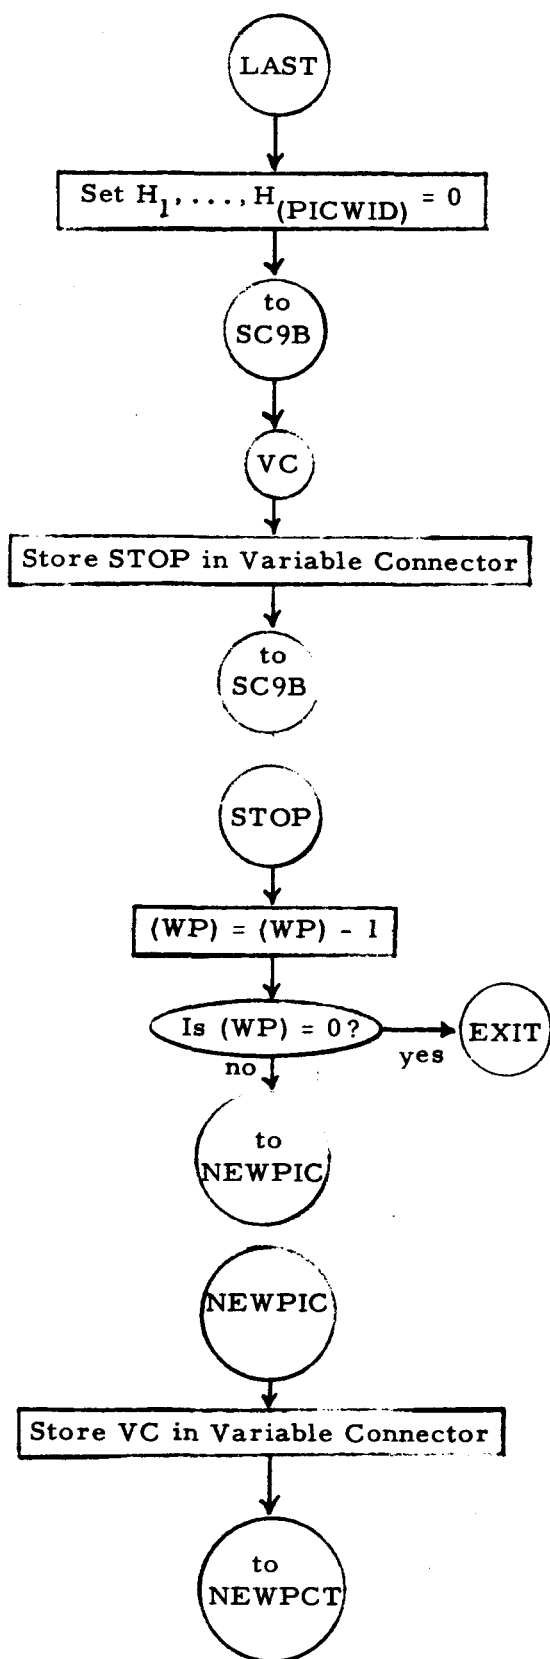 LAST
Set H1, . . . , H(PICWID) = 0
to
SC9B
VC
Store STOP in Variable Connector
to
SC9B
STOP
(WP) = (WP) - 1
Is (WP) = 0?
EXIT
yes
no
to
NEWPIC
NEWPIC
Store VC in Variable Connector
to
NEWPCT